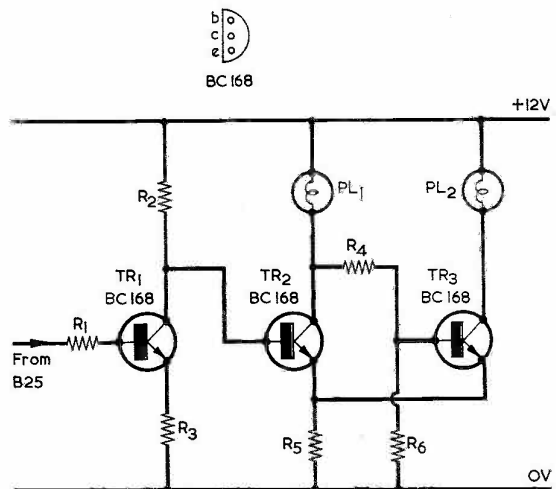 b
c
e
BC 168
+12V
R2
PL1
PL2
R4
TR1
BC 168
TR2
BC 168
TR3
BC 168
R1
From
B25
R3
R5
R6
0V